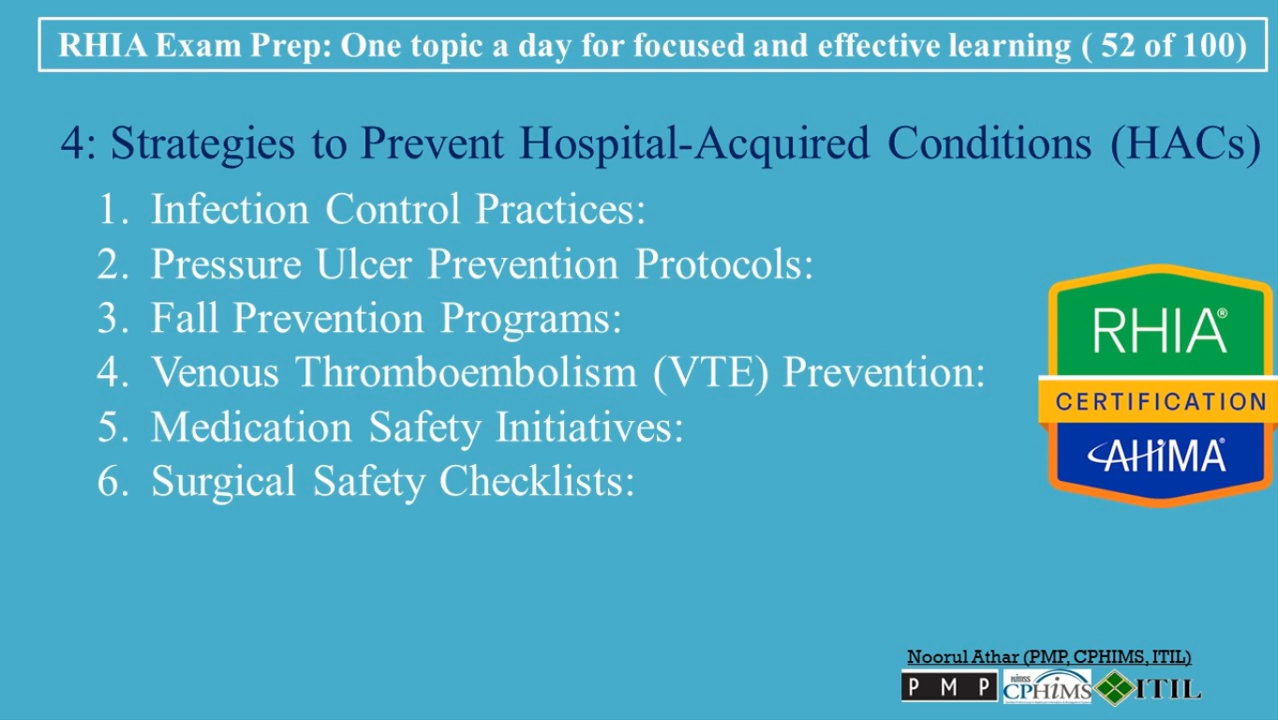 RHIA Exam Prep: One topic a day for focused and effective learning ( 52 of 100)
4: Strategies to Prevent Hospital-Acquired Conditions (HACs)
1. Infection Control Practices:
2. Pressure Ulcer Prevention Protocols:
3. Fall Prevention Programs:
4. Venous Thromboembolism (VTE) Prevention:
5. Medication Safety Initiatives:
6. Surgical Safety Checklists:
RHIA®
CERTIFICATION
AHiMA®
Noorul Athar (PMP, CPHIMS, ITIL)
P M P
himss
CPHiMS
ITIL